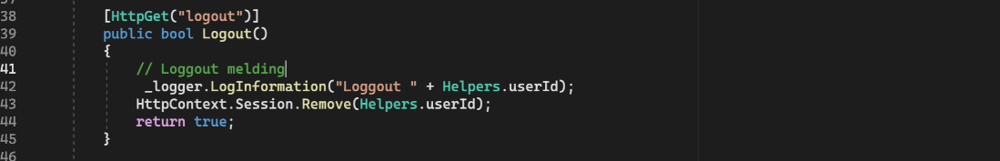 38 [HttpGet("logout")]
39 public bool Logout()
40 {
41 // Loggout melding
42 _logger.LogInformation("Loggout " + Helpers.userId);
43 HttpContext.Session.Remove(Helpers.userId);
44 return true;
45 }
46